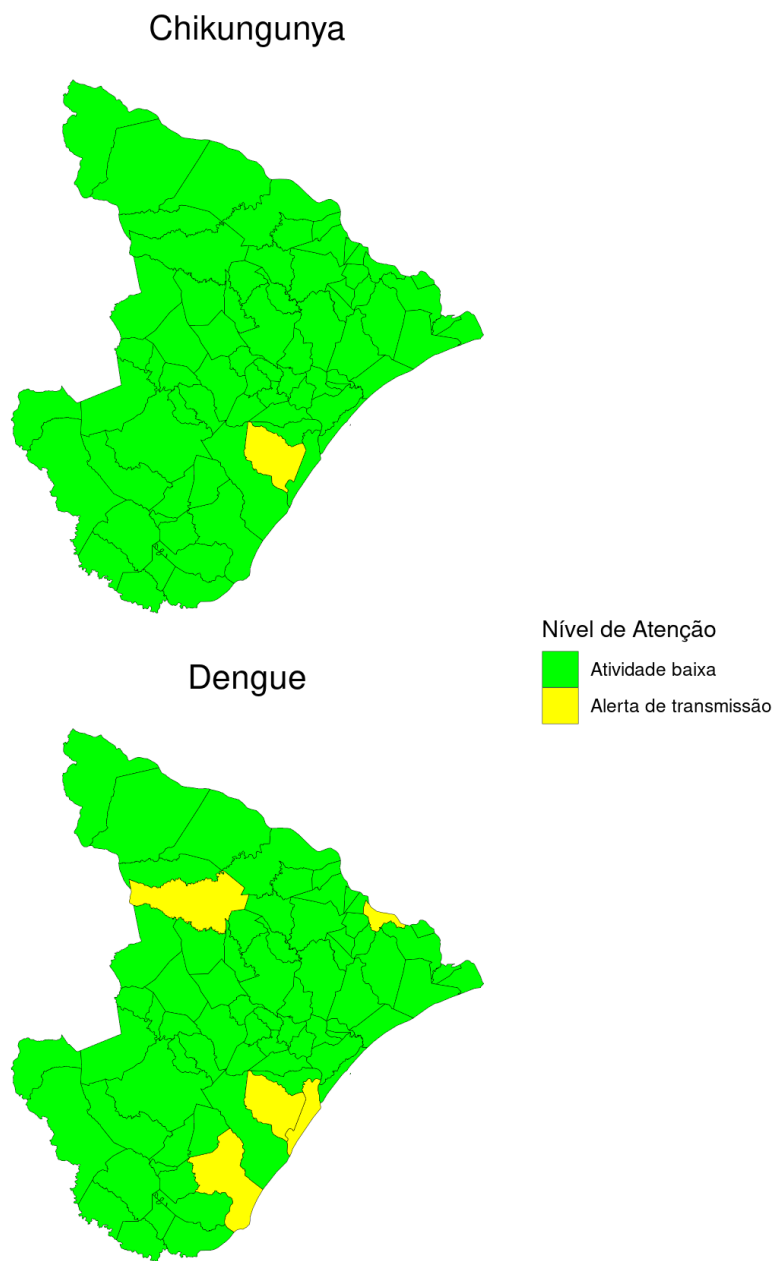 Chikungunya
Nível de Atenção
Atividade baixa
Alerta de transmissão
Dengue